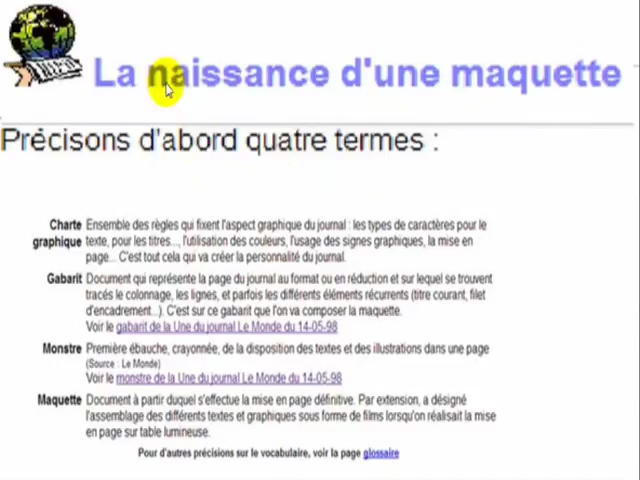 La naissance d'une maquette
Précisons d'abord quatre termes :
Charte Ensemble des règles qui fixent l'aspect graphique du journal : les types de caractères pour le
graphique texte, pour les titres..., l'utilisation des couleurs, l'usage des signes graphiques, la mise en
page... C'est tout cela qui va créer la personnalité du journal.
Gabarit Document qui représente la page du journal au format ou en réduction et sur lequel se trouvent
tracés le colonnage, les lignes, et parfois les différents éléments récurrents (titre courant, filet
d'encadrement...). C'est sur ce gabarit que l'on va composer la maquette.
Voir le gabarit de la Une du journal Le Monde du 14-05-98
Monstre Première ébauche, crayonnée, de la disposition des textes et des illustrations dans une page
(Source : Le Monde)
Voir le monstre de la Une du journal Le Monde du 14-05-98
Maquette Document à partir duquel s'effectue la mise en page définitive. Par extension, a désigné
l'assemblage des différents textes et graphiques sous forme de films lorsqu'on réalisait la mise
en page sur table lumineuse.
Pour d'autres précisions sur le vocabulaire, voir la page glossaire